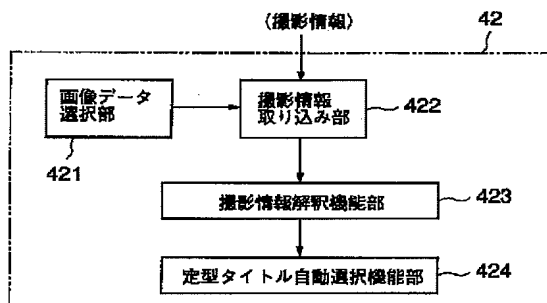 (撮影情報)
42
画像データ
選択部
421
撮影情報
取り込み部
422
撮影情報解釈機能部
423
定型タイトル自動選択機能部
424